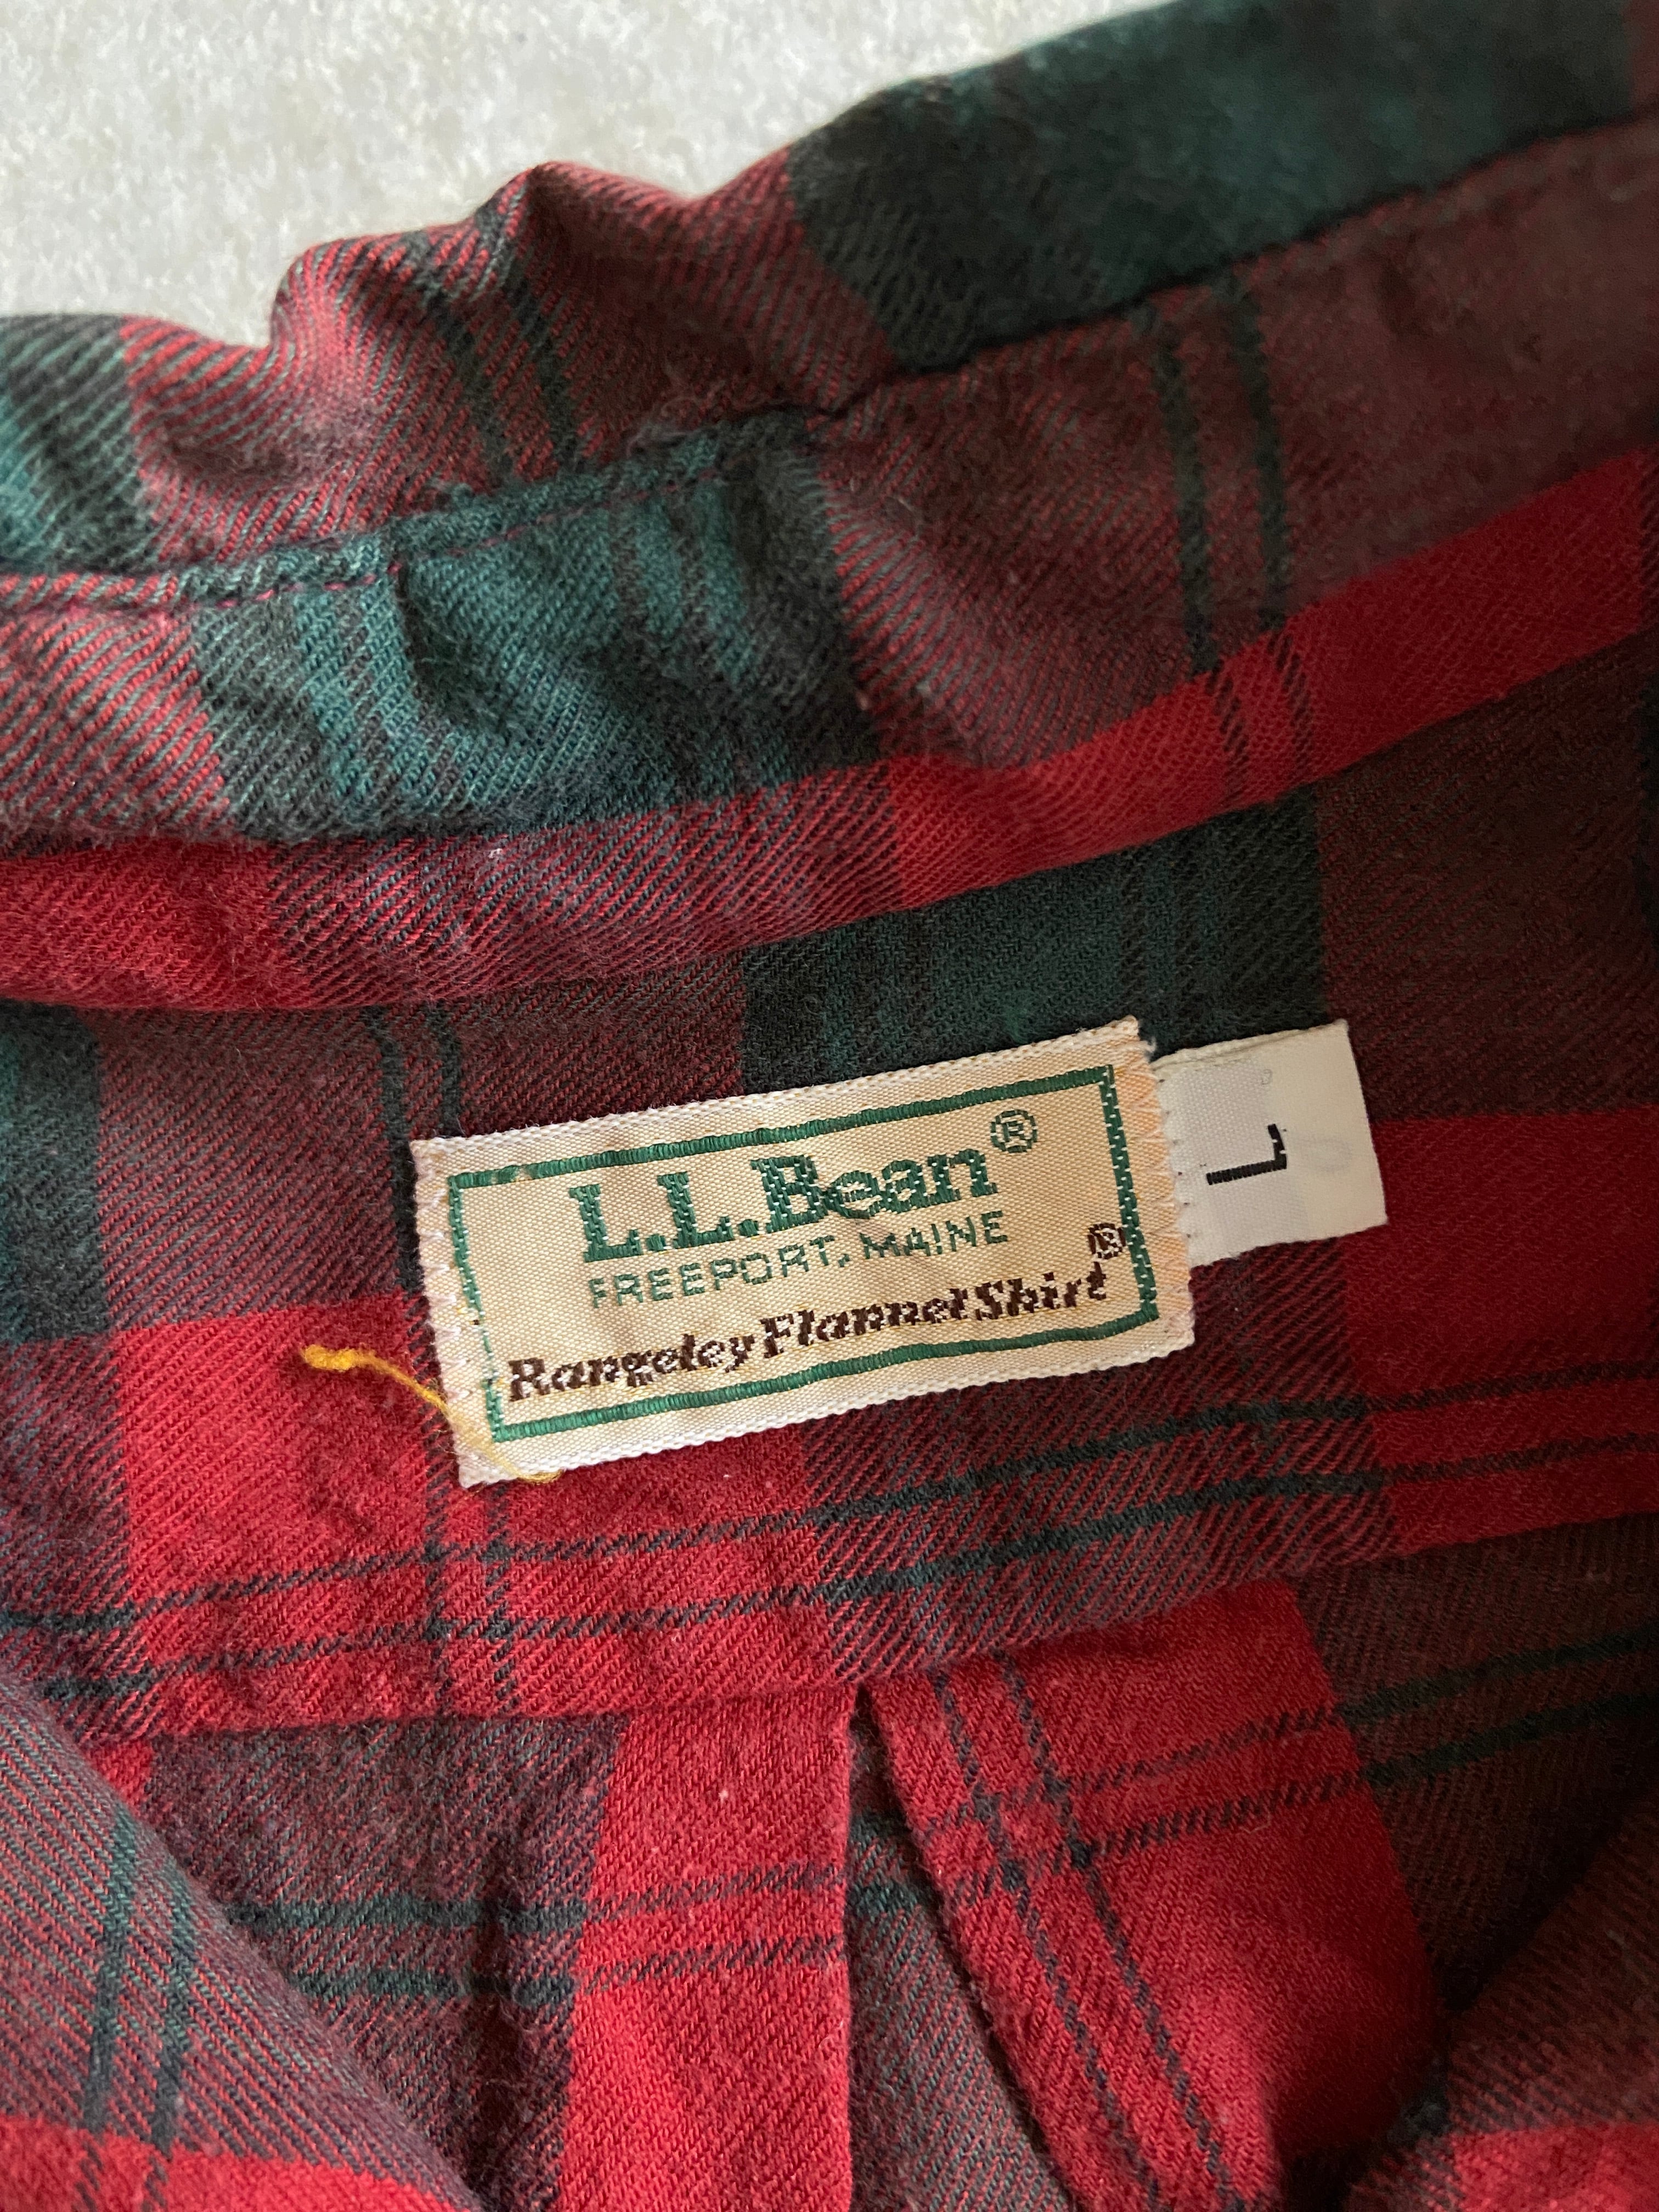 L.L.Bean®
FREEPORT, MAINE
Rangeley Flannel Shirt®
L